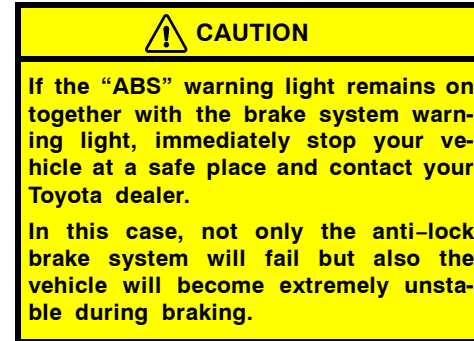 CAUTION
If the “ABS” warning light remains on
together with the brake system warn-
ing light, immediately stop your ve-
hicle at a safe place and contact your
Toyota dealer.
In this case, not only the anti–lock
brake system will fail but also the
vehicle will become extremely unsta-
ble during braking.